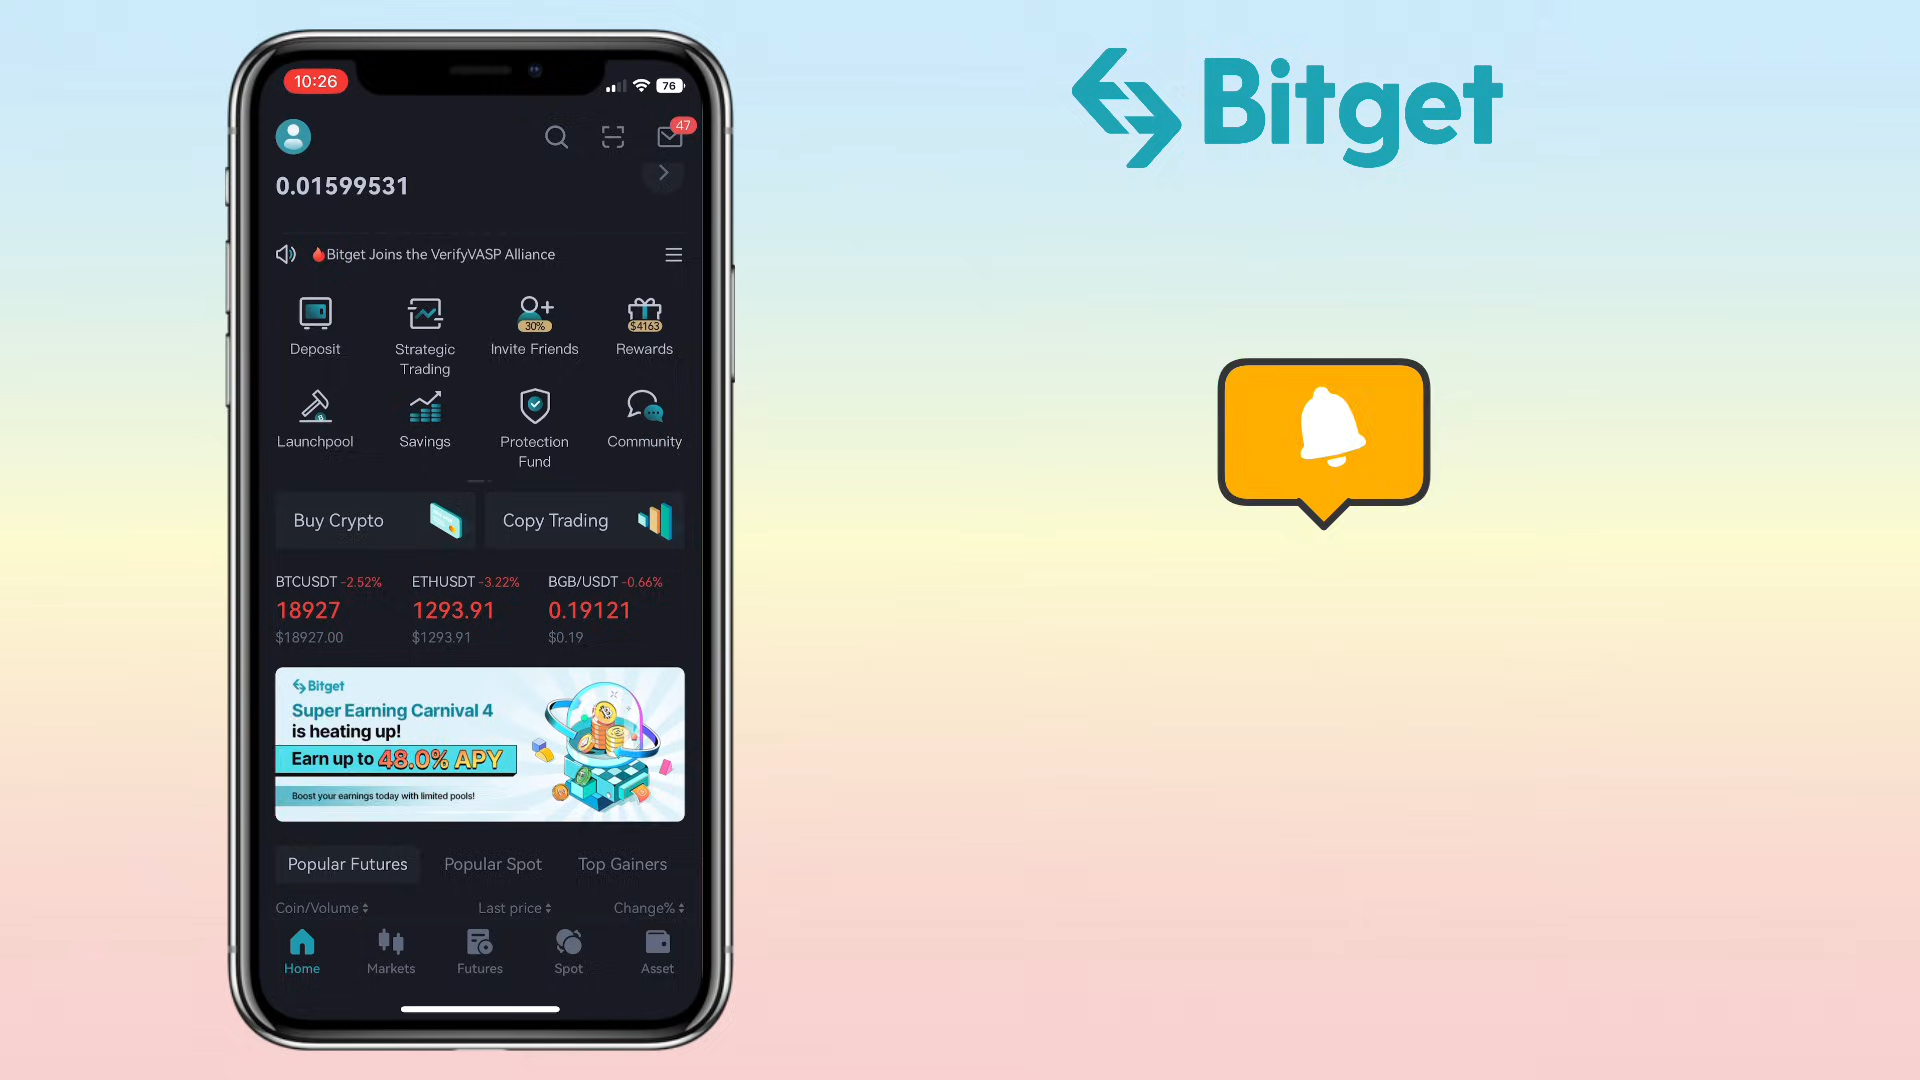 Bitget
10:26
76
47
0.01599531
Bitget Joins the VerifyVASP Alliance
30%
$4163
Deposit
Strategic
Trading
Invite Friends
Rewards
Launchpool
Savings
Protection
Fund
Community
Buy Crypto
Copy Trading
BTCUSDT -2.52%
ETHUSDT -3.22%
BGB/USDT -0.66%
18927
1293.91
0.19121
$18927.00
$1293.91
$0.19
Bitget
Super Earning Carnival 4
is heating up!
Earn up to 48.0% APY
Boost your earnings today with limited pools!
Popular Futures
Popular Spot
Top Gainers
Coin/Volume
Last price
Change%
Home
Markets
Futures
Spot
Asset